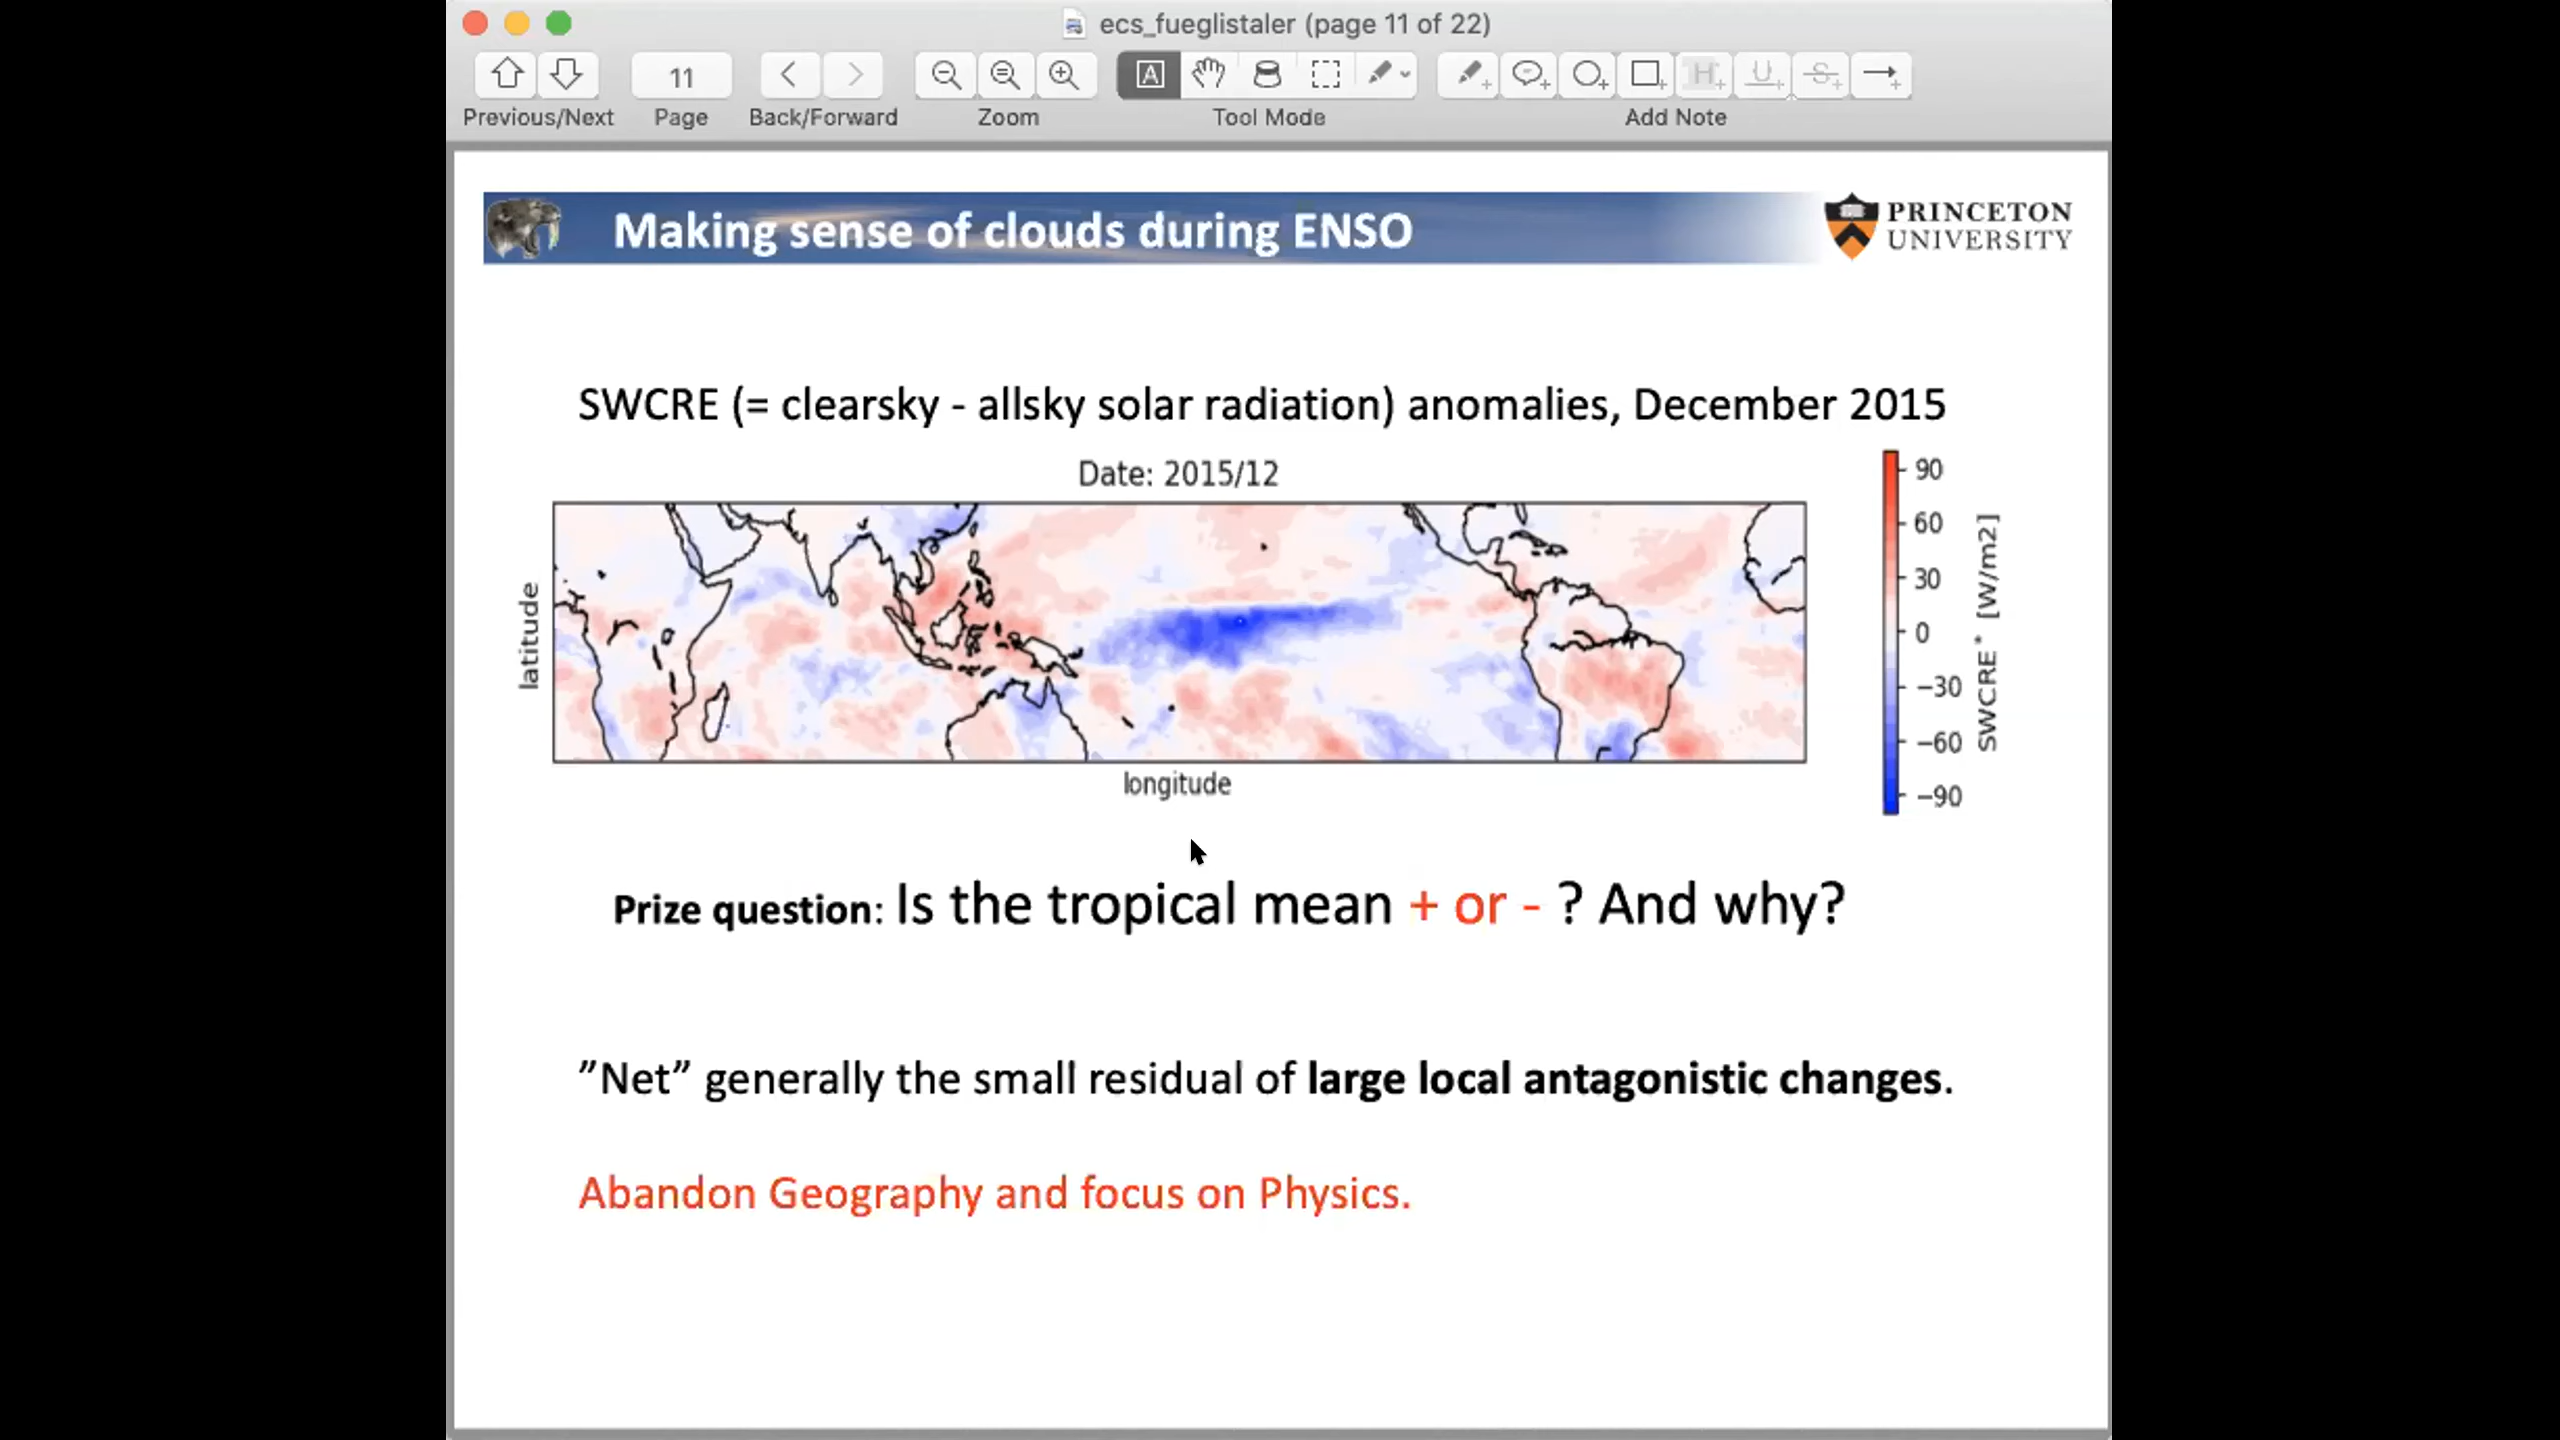 ecs_fueglistaler (page 11 of 22)
11
A
H
U
S
Previous/Next
Page
Back/Forward
Zoom
Tool Mode
Add Note
Making sense of clouds during ENSO
PRINCETON
UNIVERSITY
SWCRE (= clearsky - allsky solar radiation) anomalies, December 2015
Date: 2015/12
latitude
longitude
90
60
30
0
−30
−60
−90
SWCRE* [W/m2]
Prize question: Is the tropical mean + or - ? And why?
”Net” generally the small residual of large local antagonistic changes.
Abandon Geography and focus on Physics.